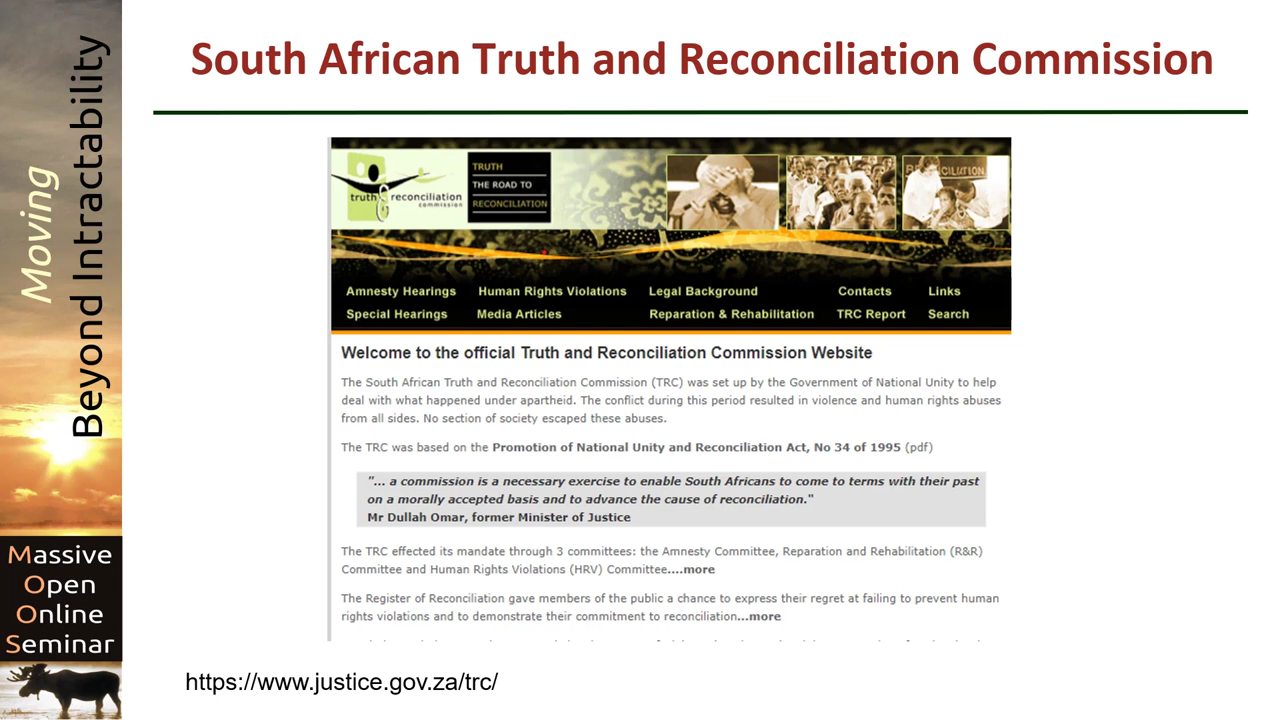 South African Truth and Reconciliation Commission
Moving
Beyond Intractability
Massive
Open
Online
Seminar
truth & reconciliation
commission
TRUTH
THE ROAD TO
RECONCILIATION
Amnesty Hearings Human Rights Violations Legal Background Contacts Links
Special Hearings Media Articles Reparation & Rehabilitation TRC Report Search
Welcome to the official Truth and Reconciliation Commission Website
The South African Truth and Reconciliation Commission (TRC) was set up by the Government of National Unity to help
deal with what happened under apartheid. The conflict during this period resulted in violence and human rights abuses
from all sides. No section of society escaped these abuses.
The TRC was based on the Promotion of National Unity and Reconciliation Act, No 34 of 1995 (pdf)
"... a commission is a necessary exercise to enable South Africans to come to terms with their past
on a morally accepted basis and to advance the cause of reconciliation."
Mr Dullah Omar, former Minister of Justice
The TRC effected its mandate through 3 committees: the Amnesty Committee, Reparation and Rehabilitation (R&R)
Committee and Human Rights Violations (HRV) Committee....more
The Register of Reconciliation gave members of the public a chance to express their regret at failing to prevent human
rights violations and to demonstrate their commitment to reconciliation...more
https://www.justice.gov.za/trc/